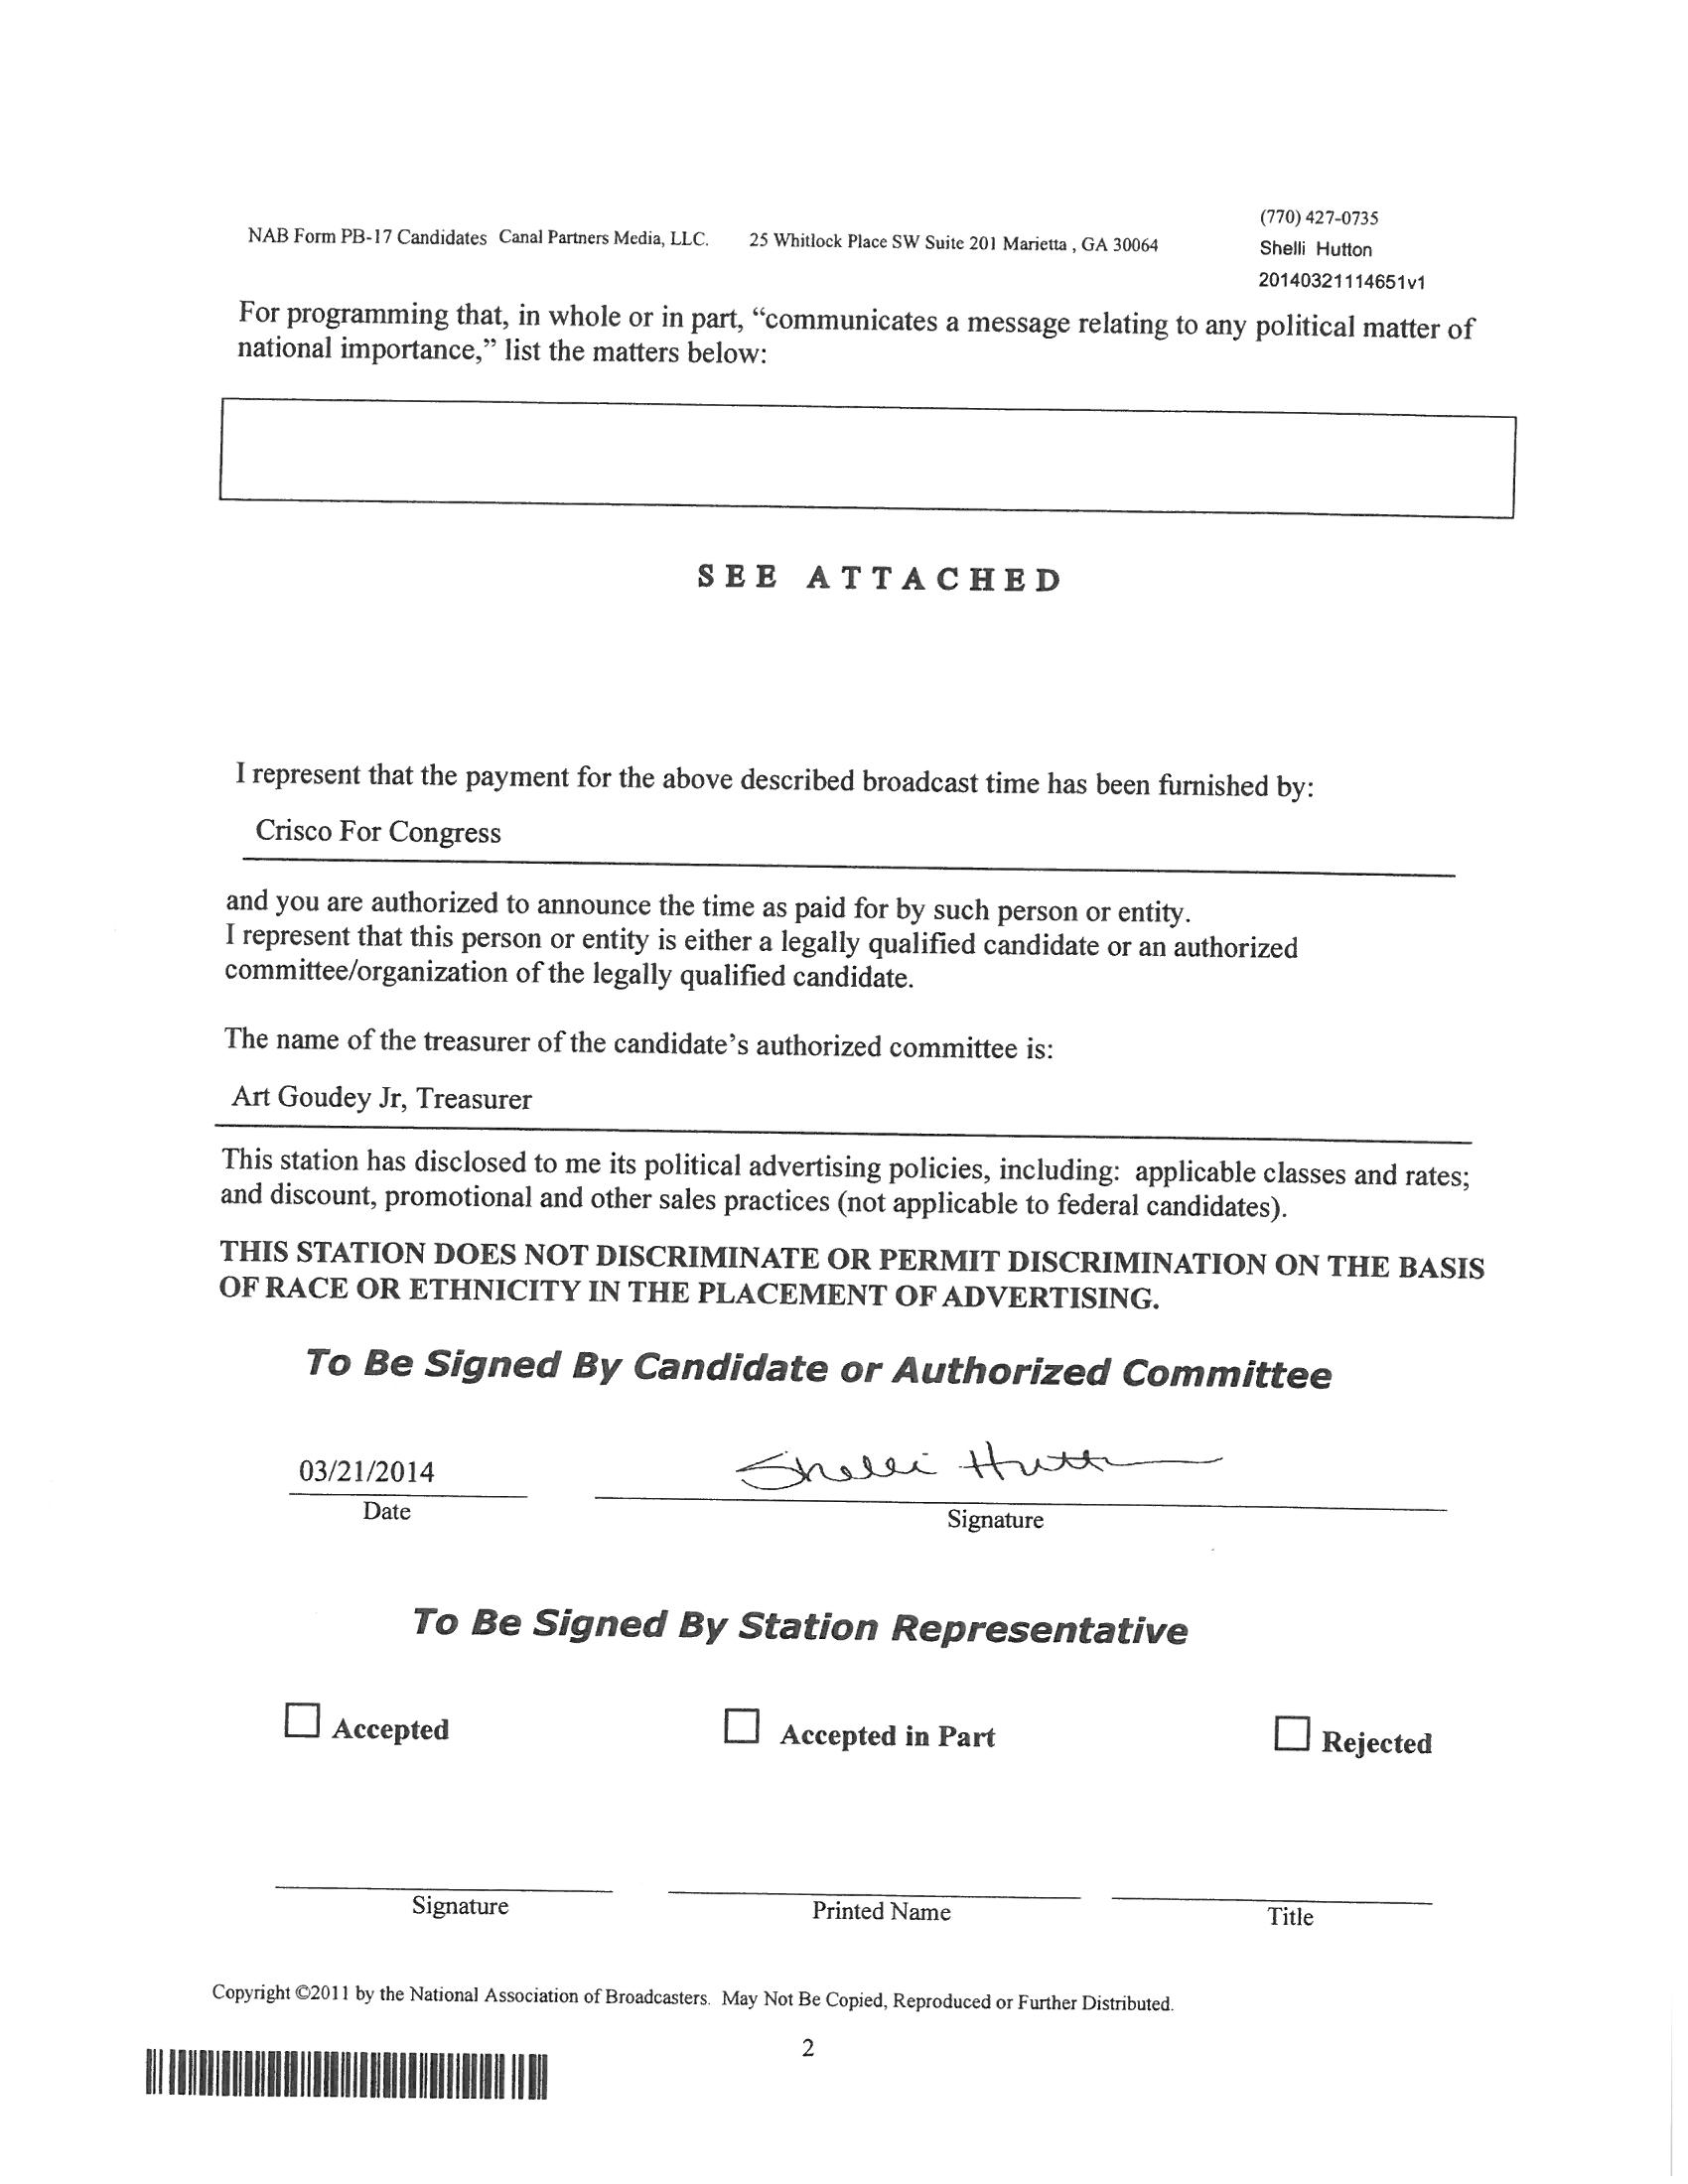 NAB Form PB-17 Candidates Canal Partners Media, LLC. 25 Whitlock Place SW Suite 201 Marietta , GA 30064
(770) 427-0735
Shelli Hutton
20140321114651v1
For programming that, in whole or in part, “communicates a message relating to any political matter of
national importance,” list the matters below:
SEE ATTACHED
I represent that the payment for the above described broadcast time has been furnished by:
Crisco For Congress
and you are authorized to announce the time as paid for by such person or entity.
I represent that this person or entity is either a legally qualified candidate or an authorized
committee/organization of the legally qualified candidate.
The name of the treasurer of the candidate’s authorized committee is:
Art Goudey Jr, Treasurer
This station has disclosed to me its political advertising policies, including: applicable classes and rates;
and discount, promotional and other sales practices (not applicable to federal candidates).
THIS STATION DOES NOT DISCRIMINATE OR PERMIT DISCRIMINATION ON THE BASIS
OF RACE OR ETHNICITY IN THE PLACEMENT OF ADVERTISING.
To Be Signed By Candidate or Authorized Committee
03/21/2014 Shelli Hutton
Date Signature
To Be Signed By Station Representative
Accepted Accepted in Part Rejected
Signature Printed Name Title
Copyright ©2011 by the National Association of Broadcasters. May Not Be Copied, Reproduced or Further Distributed.
2